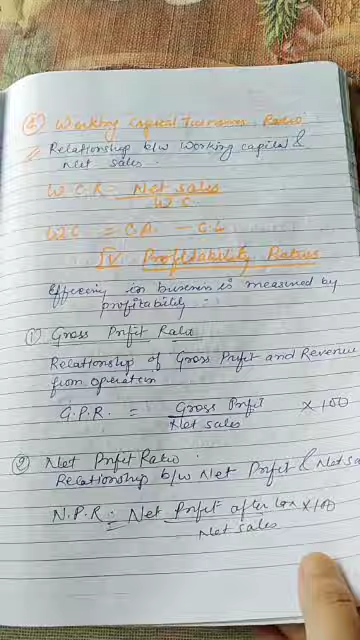 ④ Working Capital Turnover Ratio:
Relationship b/w Working capital &
Net sales.
W C.R = Net sales
W.C.
WC = C.A. - C.L.
IV Profitability Ratios
Efficiency in business is measured by
profitability :-
① Gross Profit Ratio
Relationship of Gross Profit and Revenue
from operation
G.P.R. = Gross Profit X 100
Net sales
② Net Profit Ratio :
Relationship b/w Net Profit & Net sa
N.P.R. = Net Profit after tax X 100
Net sales